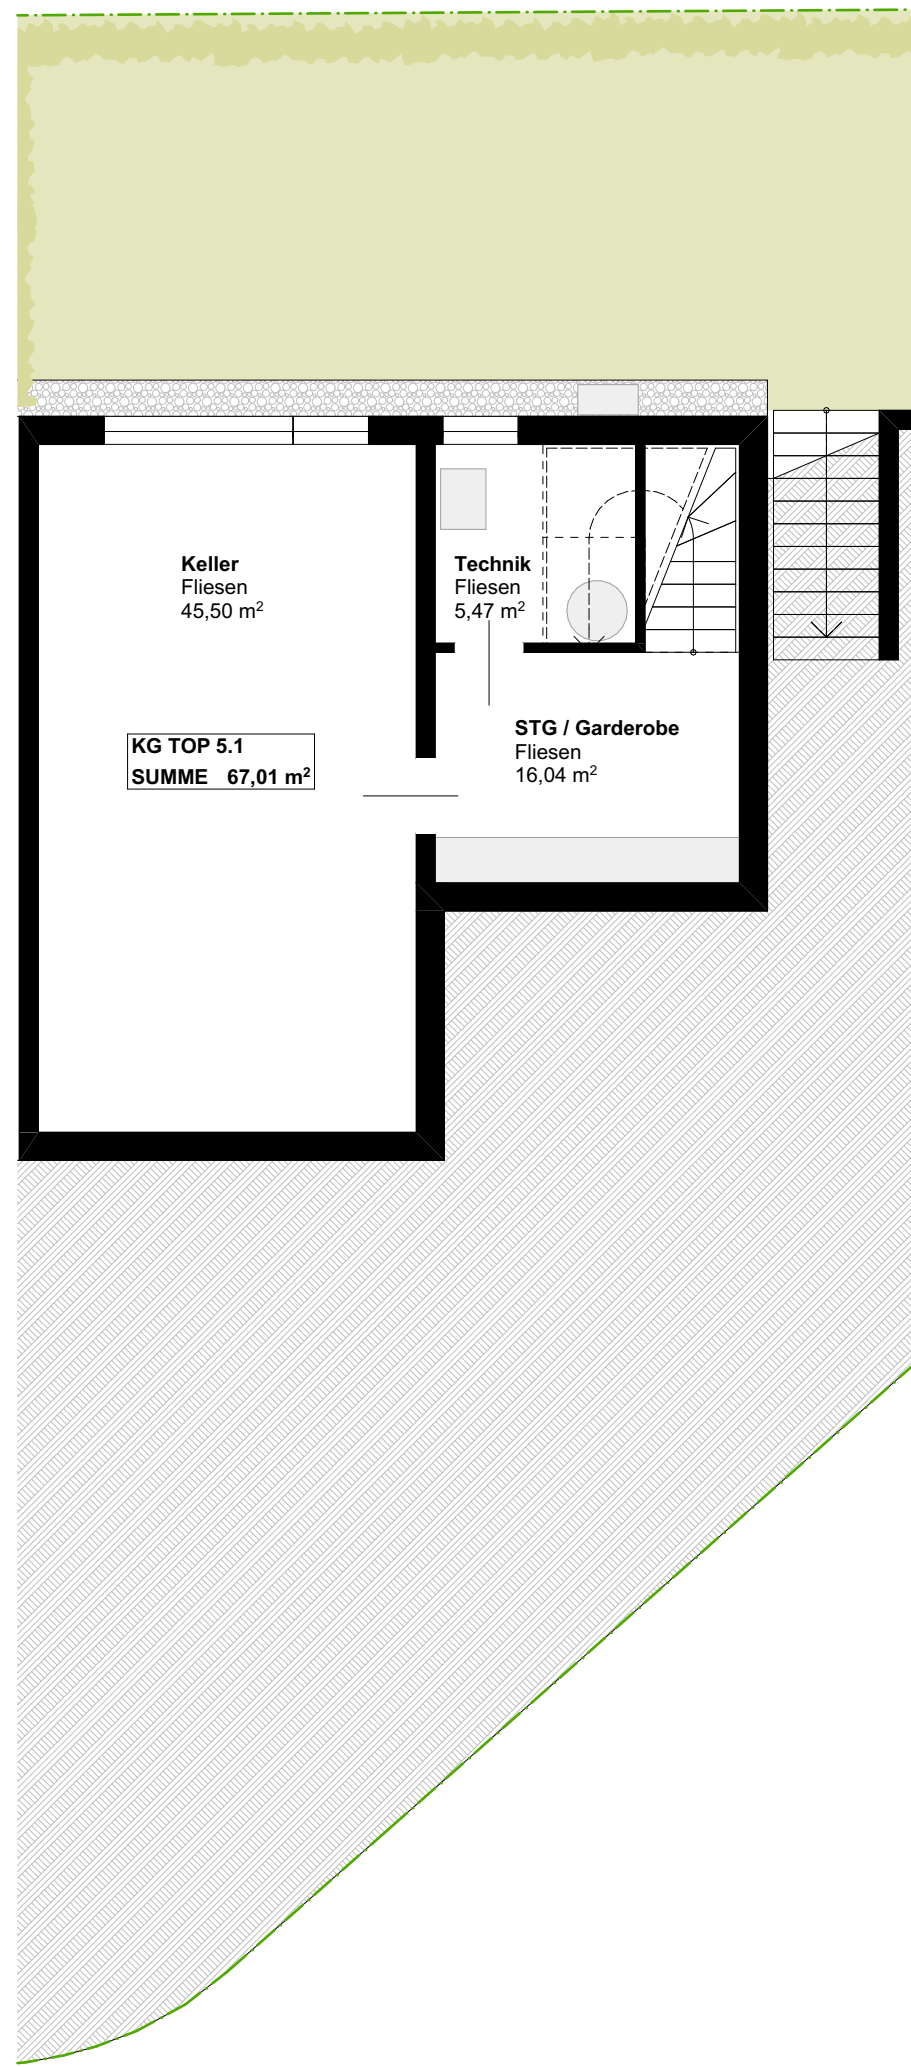 Keller
Fliesen
45,50 m²
Technik
Fliesen
5,47 m²
STG / Garderobe
Fliesen
16,04 m²
KG TOP 5.1
SUMME 67,01 m²